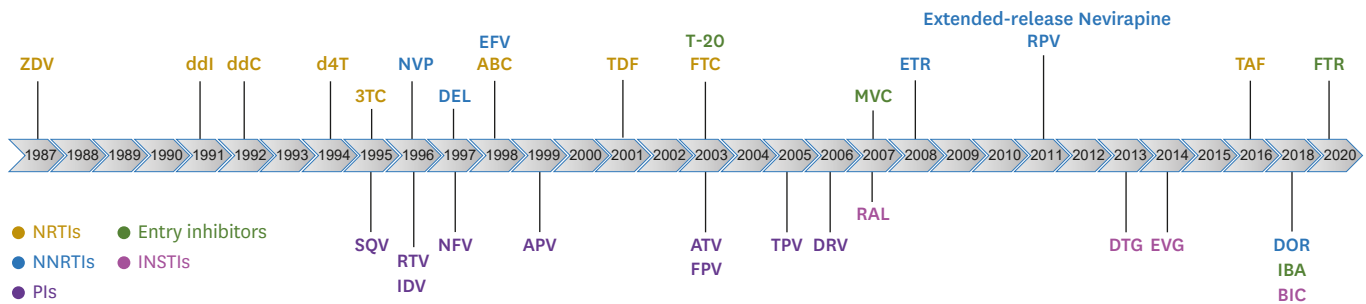 Extended-release Nevirapine
EFV T-20 RPV
ZDV ddI ddC d4T NVP ABC TDF FTC ETR TAF FTR
3TC DEL MVC
1987 1988 1989 1990 1991 1992 1993 1994 1995 1996 1997 1998 1999 2000 2001 2002 2003 2004 2005 2006 2007 2008 2009 2010 2011 2012 2013 2014 2015 2016 2018 2020
RAL
NRTIs Entry inhibitors
SQV NFV APV ATV TPV DRV DTG EVG DOR
NNRTIs INSTIs
RTV FPV IBA
IDV
PIs BIC